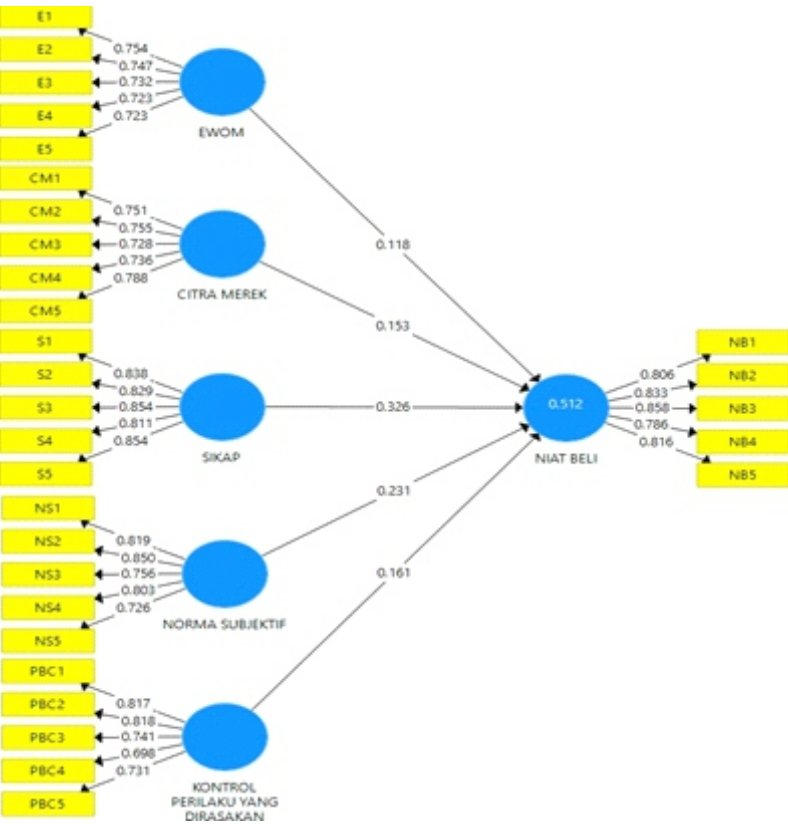 E1
E2
E3
E4
E5
0.754
0.747
0.732
0.723
0.723
EWOM
CM1
CM2
CM3
CM4
CM5
0.751
0.755
0.728
0.736
0.788
CITRA MEREK
S1
S2
S3
S4
S5
0.838
0.829
0.854
0.811
0.854
SIKAP
NS1
NS2
NS3
NS4
NS5
0.819
0.850
0.756
0.803
0.726
NORMA SUBJEKTIF
PBC1
PBC2
PBC3
PBC4
PBC5
0.817
0.818
0.741
0.698
0.731
KONTROL
PERILAKU YANG
DIRASAKAN
0.118
0.153
0.326
0.231
0.161
0.512
NIAT BELI
0.806
0.833
0.858
0.786
0.816
NB1
NB2
NB3
NB4
NB5